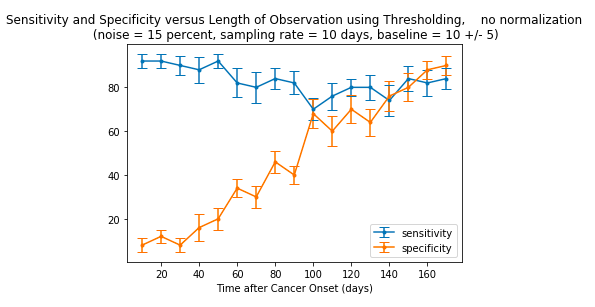 Sensitivity and Specificity versus Length of Observation using Thresholding,    no normalization
(noise = 15 percent, sampling rate = 10 days, baseline = 10 +/- 5)
80
60
40
20
20 40 60 80 100 120 140 160
Time after Cancer Onset (days)
sensitivity
specificity